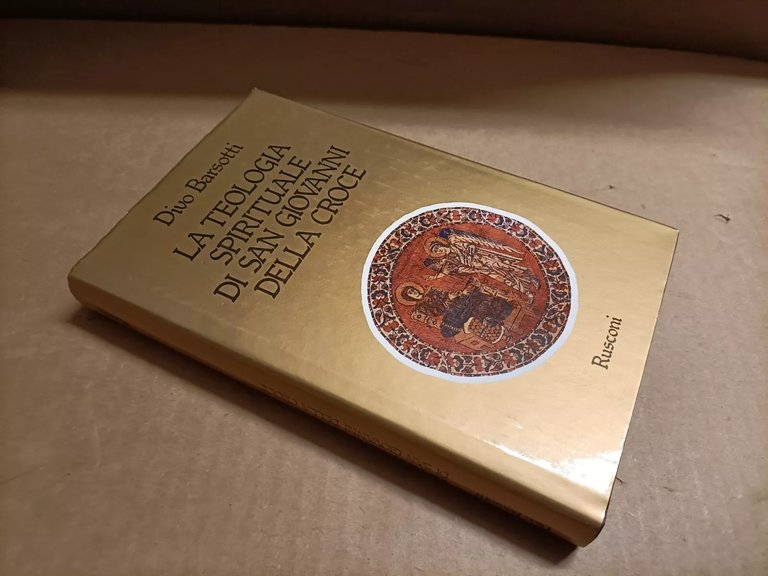 Divo Barsotti
LA TEOLOGIA
SPIRITUALE
DI SAN GIOVANNI
DELLA CROCE
Rusconi